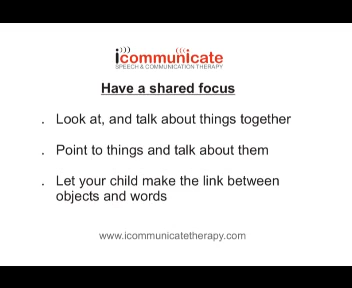 icommunicate
SPEECH & COMMUNICATION THERAPY
Have a shared focus
. Look at, and talk about things together
. Point to things and talk about them
. Let your child make the link between
objects and words
www.icommunicatetherapy.com